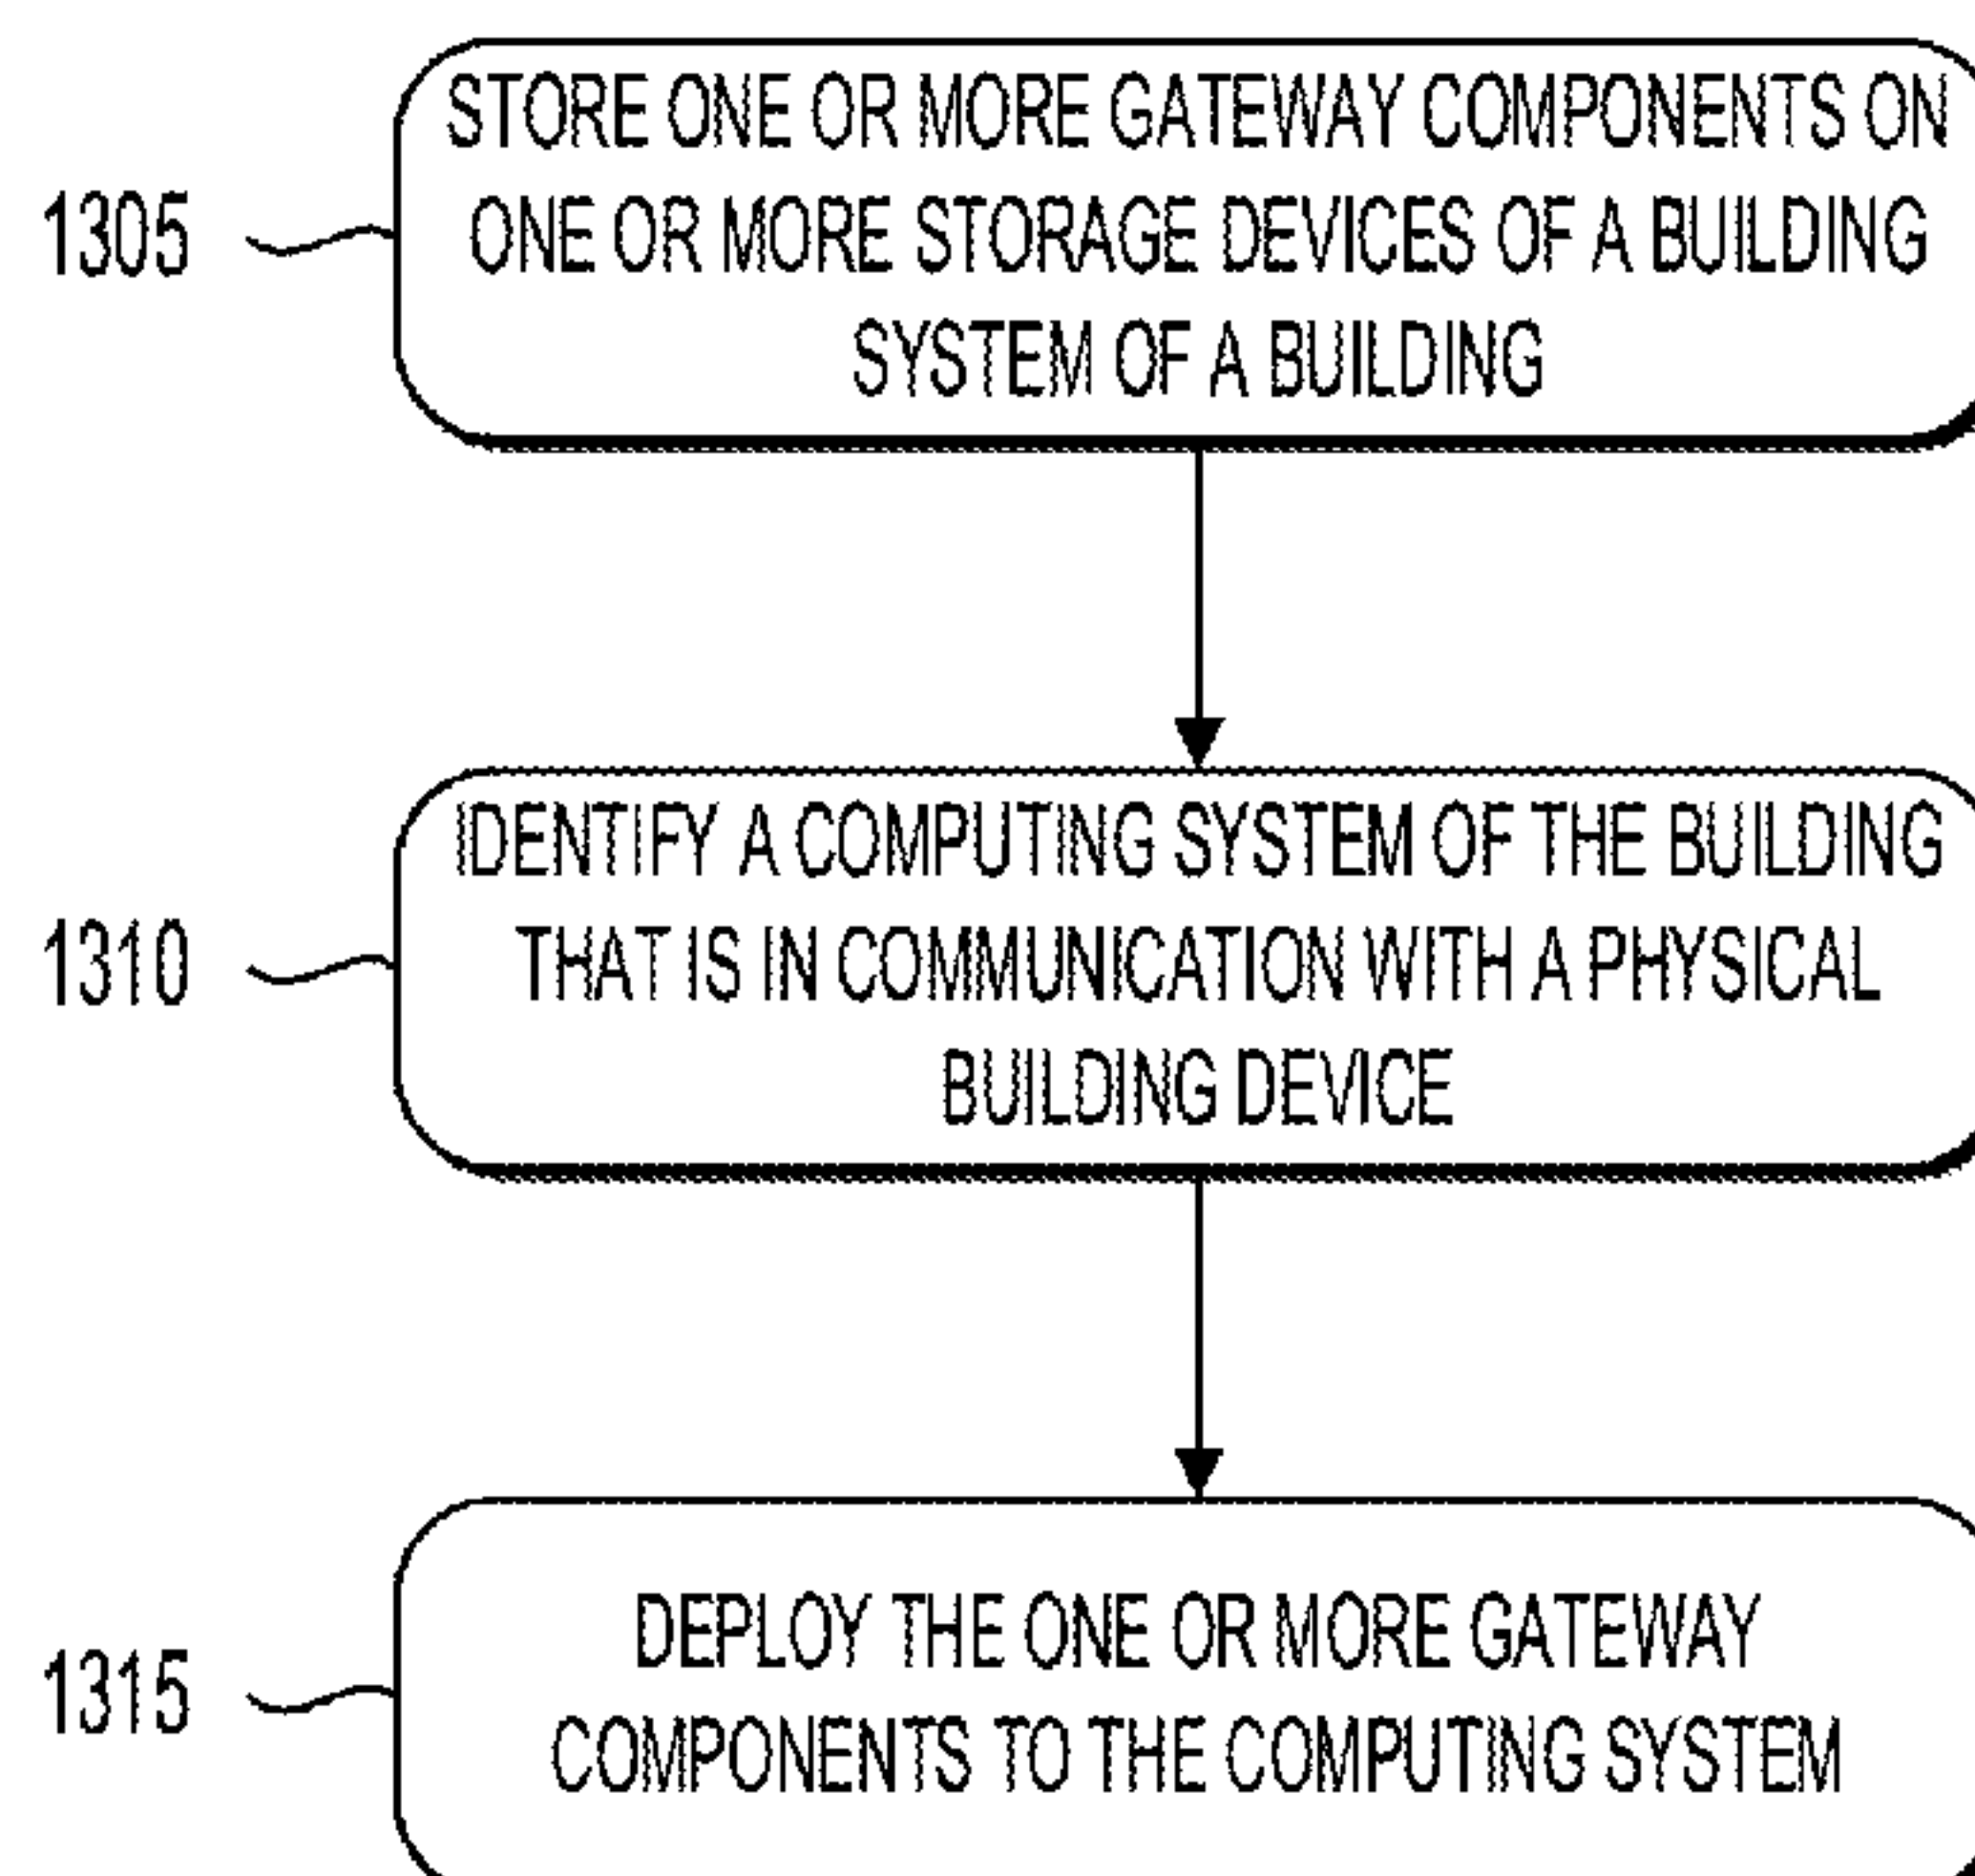 STORE ONE OR MORE GATEWAY COMPONENTS ON
1305
ONE OR MORE STORAGE DEVICES OF A BUILDING
SYSTEM OF A BUILDING
IDENTIFY A COMPUTING SYSTEM OF THE BUILDING
1310
THAT IS IN COMMUNICATION WITH A PHYSICAL
BUILDING DEVICE
DEPLOY THE ONE OR MORE GATEWAY
1315
COMPONENTS TO THE COMPUTING SYSTEM